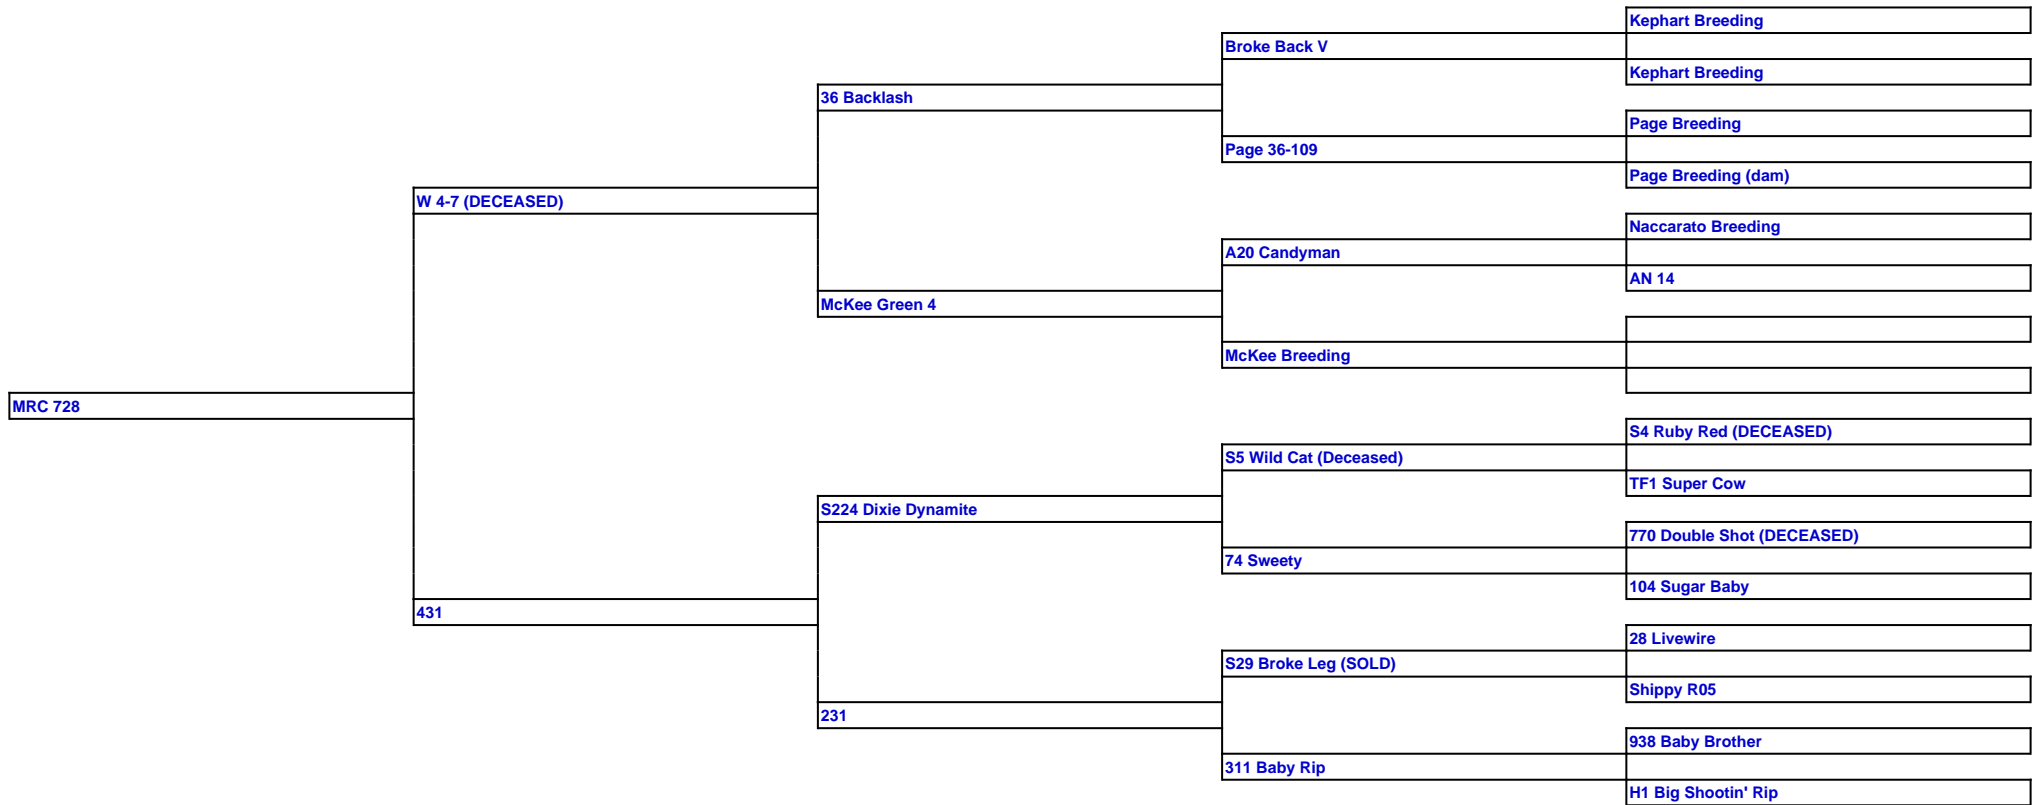 Kephart Breeding
Broke Back V
Kephart Breeding
36 Backlash
Page Breeding
Page 36-109
Page Breeding (dam)
W 4-7 (DECEASED)
Naccarato Breeding
A20 Candyman
AN 14
McKee Green 4
McKee Breeding
MRC 728
S4 Ruby Red (DECEASED)
S5 Wild Cat (Deceased)
TF1 Super Cow
S224 Dixie Dynamite
770 Double Shot (DECEASED)
74 Sweety
104 Sugar Baby
431
28 Livewire
S29 Broke Leg (SOLD)
Shippy R05
231
938 Baby Brother
311 Baby Rip
H1 Big Shootin' Rip